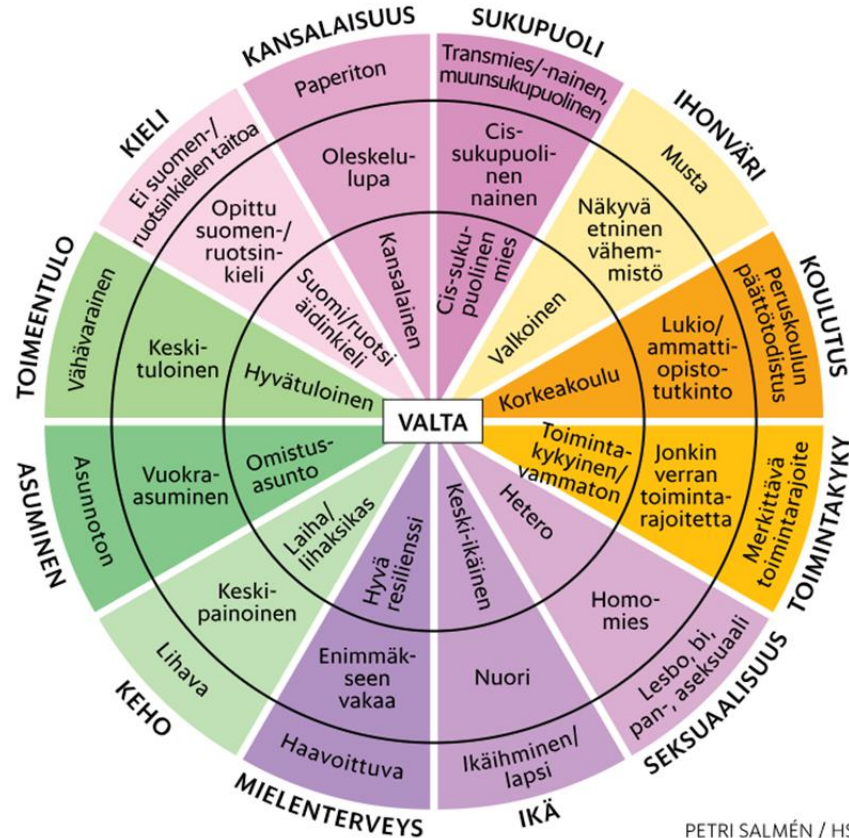 SUKUPUOLI
Transmies/-nainen,
muunsukupuolinen
Cis-
sukupuoli-
nen
nainen
Cis-suku-
puolinen
mies
IHONVÄRI
Musta
Näkyvä
etninen
vähem-
mistö
Valkoinen
KOULUTUS
Peruskoulun
päättötodistus
Lukio/
ammatti-
opisto-
tutkinto
Korkeakoulu
TOIMINTAKYKY
Merkittävä
toimintarajoite
Jonkin
verran
toiminta-
rajoitetta
Toiminta-
kykyinen/
vammaton
SEKSUAALISUUS
Lesbo, bi,
pan-, aseksuaali
Homo-
mies
Hetero
IKÄ
Ikäihminen/
lapsi
Nuori
Keski-ikäinen
MIELENTERVEYS
Haavoittuva
Enimmäk-
seen
vakaa
Hyvä
resilienssi
KEHO
Lihava
Keski-
painoinen
Laiha/
lihaksikas
ASUMINEN
Asunnoton
Vuokra-
asuminen
Omistus-
asunto
TOIMEENTULO
Vähävarainen
Keski-
tuloinen
Hyvätuloinen
KIELI
Ei suomen-/
ruotsinkielen taitoa
Opittu
suomen-/
ruotsin-
kieli
Suomi/ruotsi
äidinkieli
KANSALAISUUS
Paperiton
Oleskelu-
lupa
Kansalainen
VALTA
PETRI SALMÉN / HS